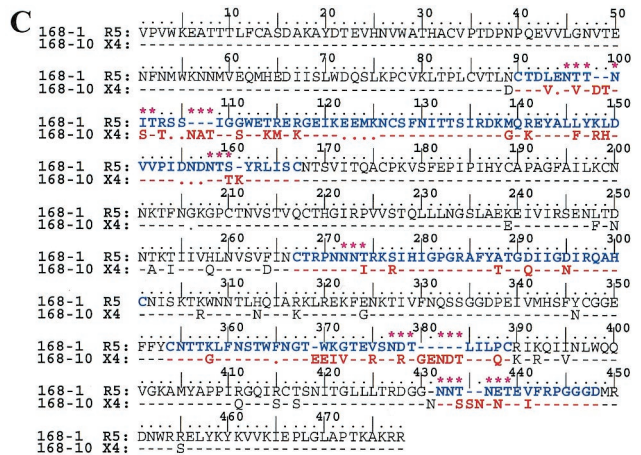 C
10 20 30 40 50
168-1 R5: VPVWKEATTTLFCASDAKAYDTEVHNVWATHACVPTDPNPQEVVLGNVTE
168-10 X4: --------------------------------------------------
60 70 80 90 100
*** *
168-1 R5: NFNMWKNNMVEQMHEDIISLWDQSLKPCVKLTPLCVTLNCTDLENTT--N
168-10 X4: --------------------------------------D---V.-V-DT-
110 120 130 140 150
** ***
168-1 R5: ITRSS---IGGWETRERGEIKEEMKNCSFNITTSIRDKMQREYALLYKLD
168-10 X4: S-T..NAT--S--KM-K----....-------------G-K----F-RH-
160 170 180 190 200
***
168-1 R5: VVPIDNDNTS-YRLISCNTSVITQACPKVSFEPIPIHYCAPAGFAILKCN
168-10 X4: -----...-TK---------------------------------------
210 220 230 240 250
168-1 R5: NKTFNGKGPCTNVSTVQCTHGIRPVVSTQLLLNGSLAEKEIVIRSENLTD
168-10 X4: -----.--------------------------------E--------F-N
260 270 280 290 300
***
168-1 R5: NTKTIIVHLNVSVFINCTRPNNNTRKSIHIGPGRAFYATGDIIGDIRQAH
168-10 X4: -A-I---Q-----D---------I--Q----------T--Q---N-----
310 320 330 340 350
168-1 R5 CNISKTKWNNTLHQIARKLREKFENKTIVFNQSSGGDPEIVMHSFYCGGE
168-10 X4 ------R-----N---K------T---------------------N----
360 370 380 390 400
*** ***
168-1 R5: FFYCNTTKLFNSTWFNGT-WKGTEVSNDT-----LILPCRIKQIINLWQQ
168-10 X4: -------G------.---EEIV--R--R-GENDT---Q-K-R--V-----
410 420 430 440 450
*** ***
168-1 R5: VGKAMYAPPIRGQIRCTSNITGLLLTRDGG-NNT--NETEVFRPGGGDMR
168-10 X4: ----------Q---S-S-------------E--SSN-N--I---------
460 470
168-1 R5: DNWRRELYKYKVVKIEPLGLAPTKAKRR
168-10 X4: ----S-----------------------